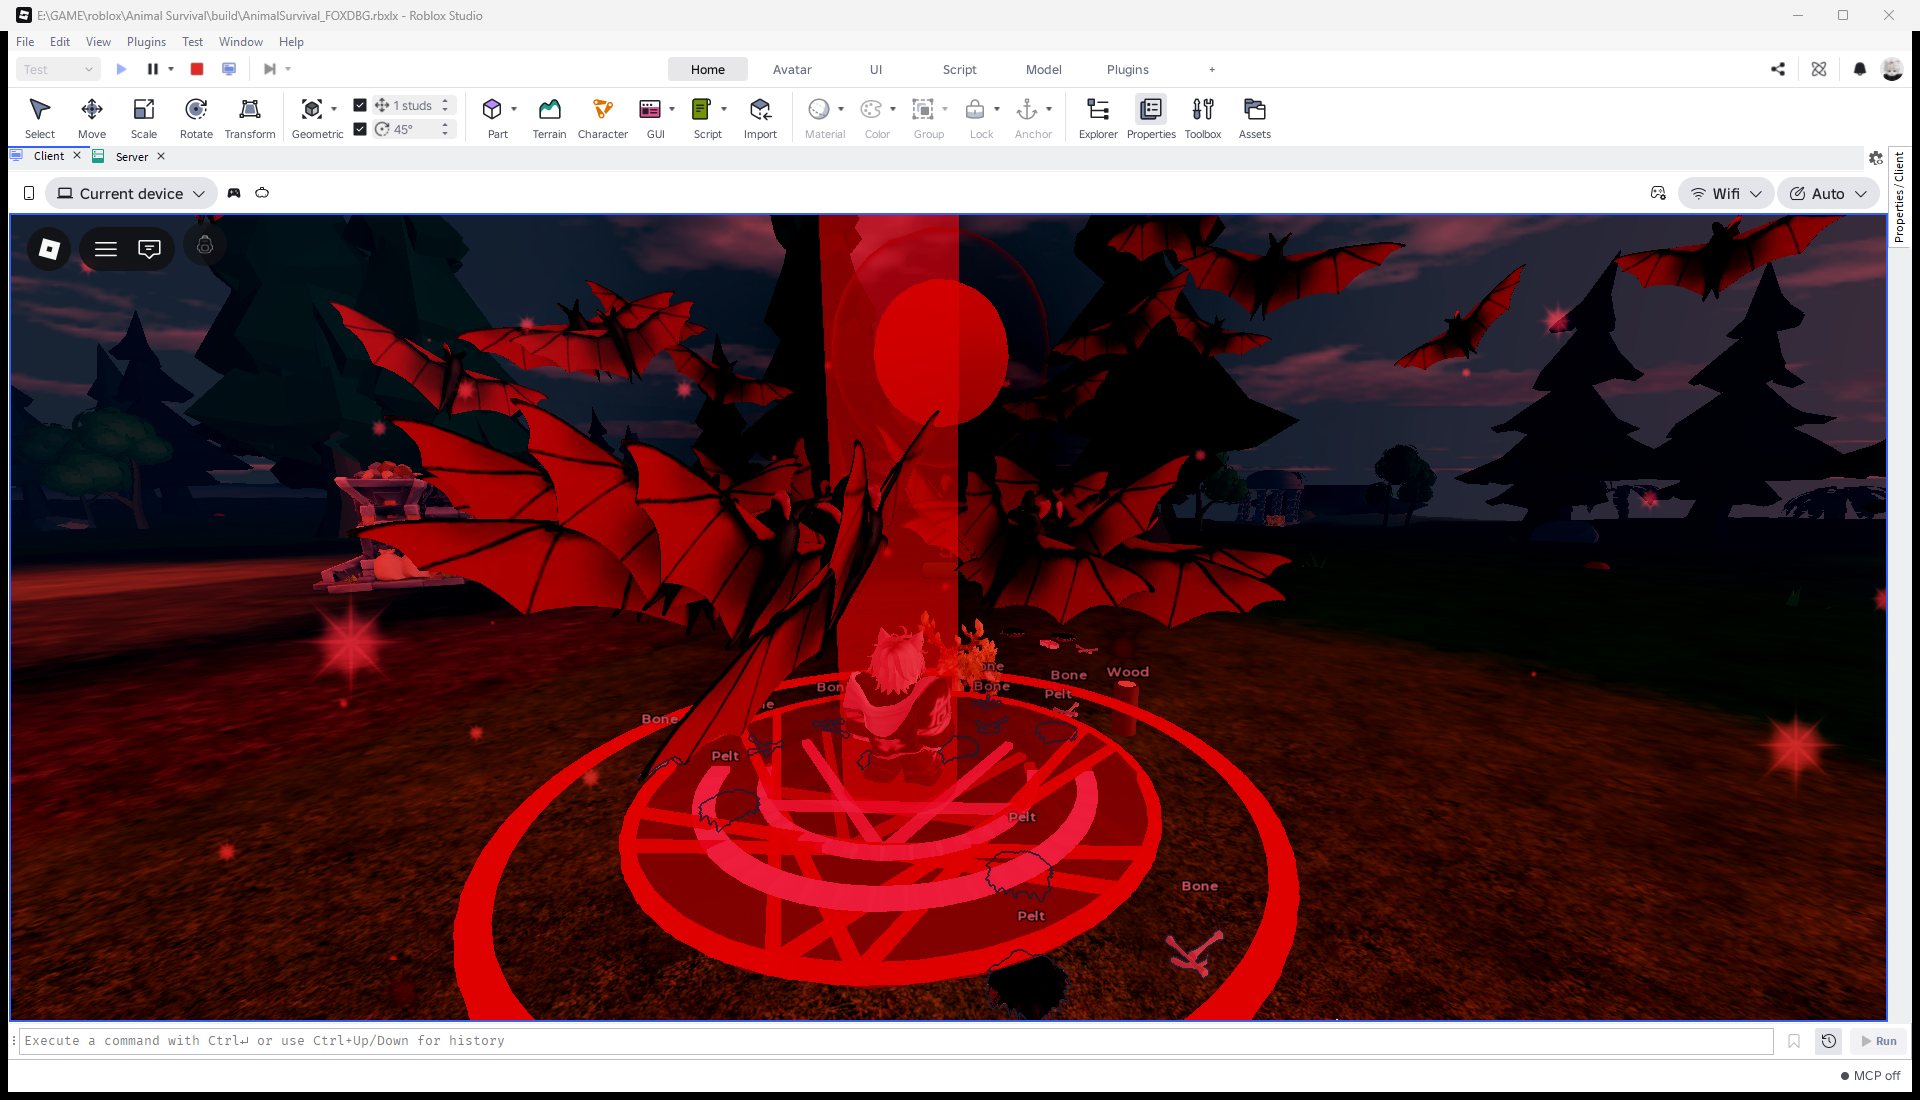 E:\GAME\roblox\Animal Survival\build\AnimalSurvival_FOXDBG.rbxlx - Roblox Studio
File Edit View Plugins Test Window Help
Test
Home Avatar UI Script Model Plugins +
1 studs
45°
Select Move Scale Rotate Transform Geometric Part Terrain Character GUI Script Import Material Color Group Lock Anchor Explorer Properties Toolbox Assets
Client Server
Properties / Client
Current device
Wifi
Auto
Bone
Wood
Bone
Bone
Pelt
Bone
Pelt
Pelt
Bone
Pelt
Execute a command with Ctrl↵ or use Ctrl+Up/Down for history
Run
MCP off